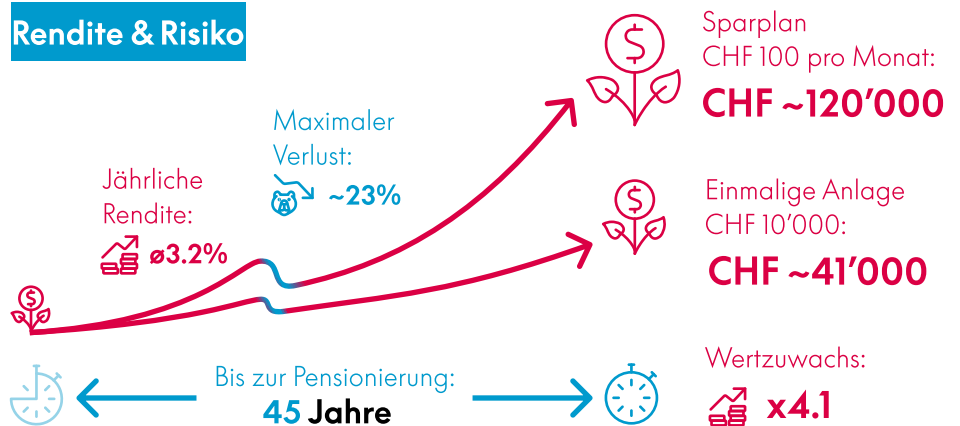 Rendite & Risiko
Sparplan
CHF 100 pro Monat:
CHF ~120’000
Maximaler
Verlust:
~23%
Jährliche
Rendite:
ø3.2%
Einmalige Anlage
CHF 10’000:
CHF ~41’000
Bis zur Pensionierung:
45 Jahre
Wertzuwachs:
x4.1